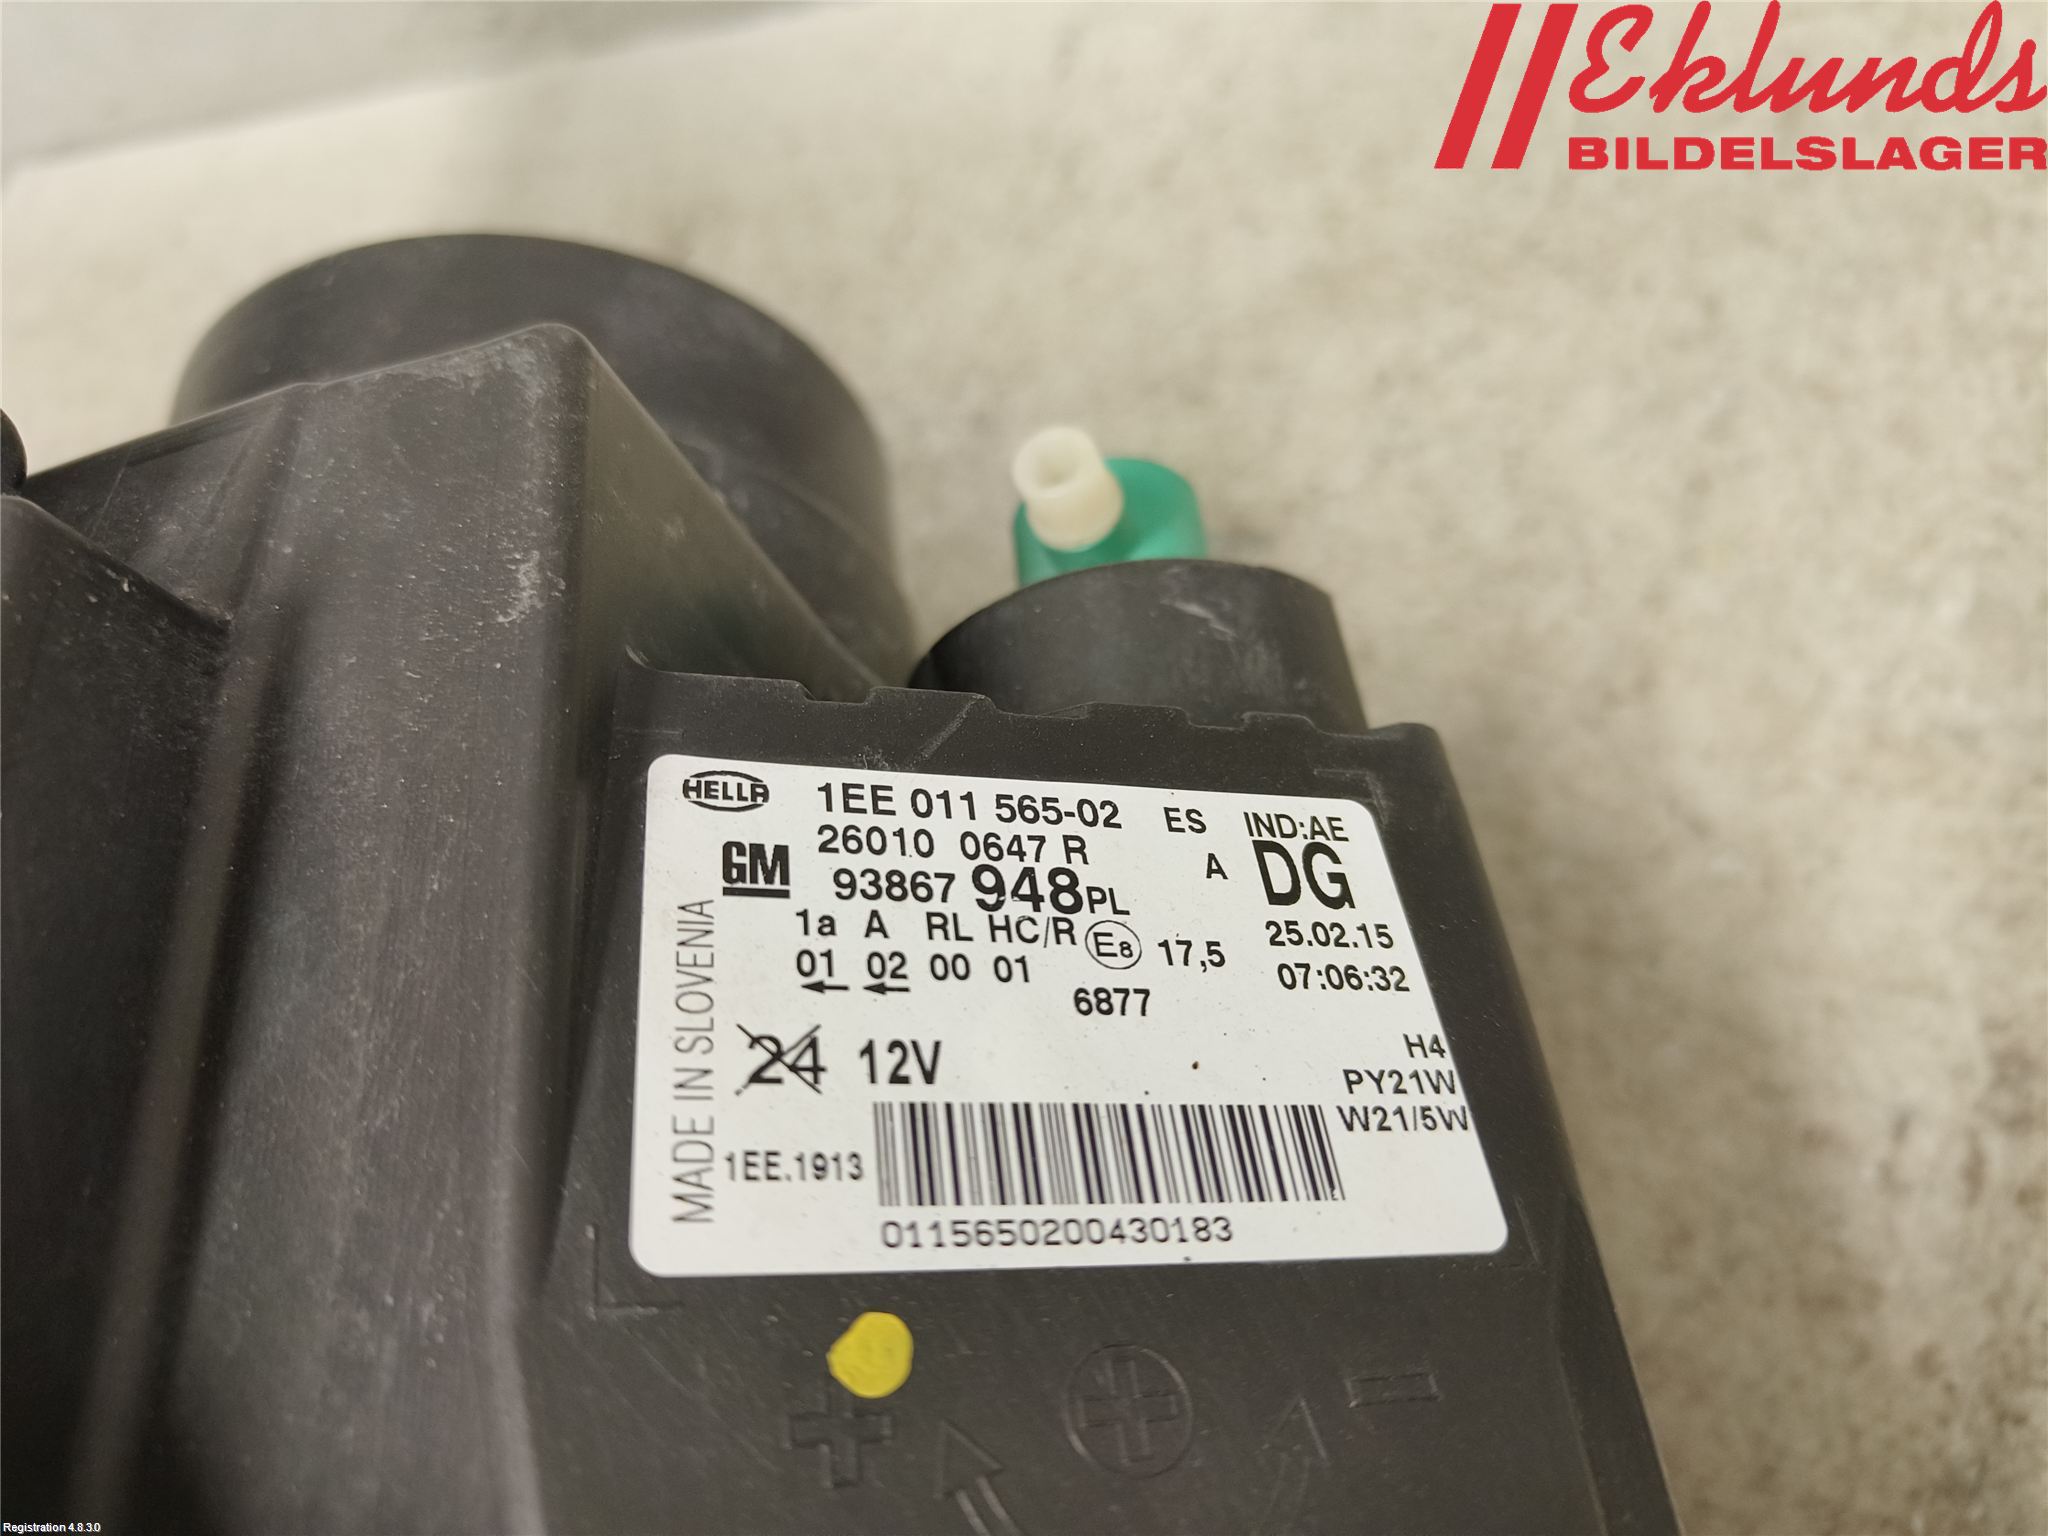 Eklunds
BILDELSLAGER
HELLA 1EE 011 565-02 ES IND:AE
26010 0647 R
GM 93867 948 PL A DG
1a A RL HC/R E8 17,5 25.02.15
01 02 00 01 07:06:32
6877
24 12V H4
PY21W
W21/5W
1EE.1913
0115650200430183
MADE IN SLOVENIA
Registration 4.8.3.0